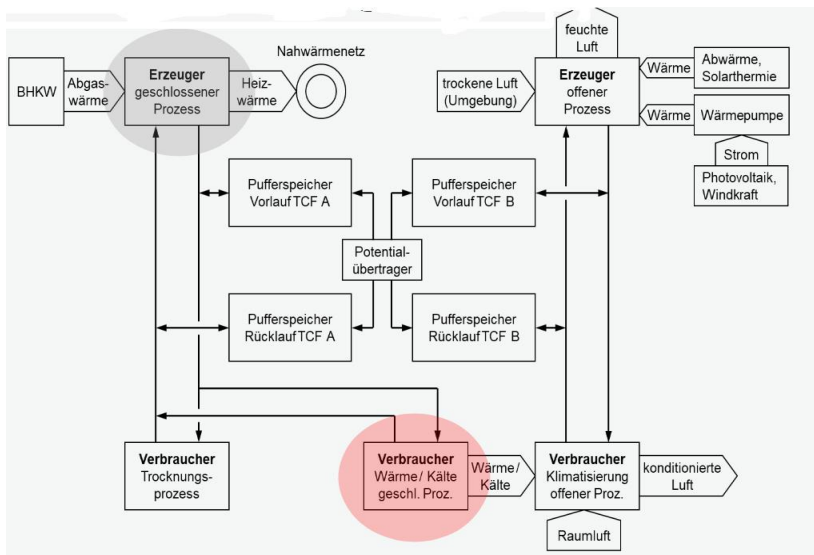 feuchte
Luft
Nahwärmenetz
BHKW
Abgas-
wärme
Erzeuger
geschlossener
Prozess
Heiz-
wärme
trockene Luft
(Umgebung)
Erzeuger
offener
Prozess
Wärme
Abwärme,
Solarthermie
Wärme
Wärmepumpe
Strom
Photovoltaik,
Windkraft
Pufferspeicher
Vorlauf TCF A
Pufferspeicher
Vorlauf TCF B
Potential-
übertrager
Pufferspeicher
Rücklauf TCF A
Pufferspeicher
Rücklauf TCF B
Verbraucher
Trocknungs-
prozess
Verbraucher
Wärme / Kälte
geschl. Proz.
Wärme /
Kälte
Verbraucher
Klimatisierung
offener Proz.
konditionierte
Luft
Raumluft